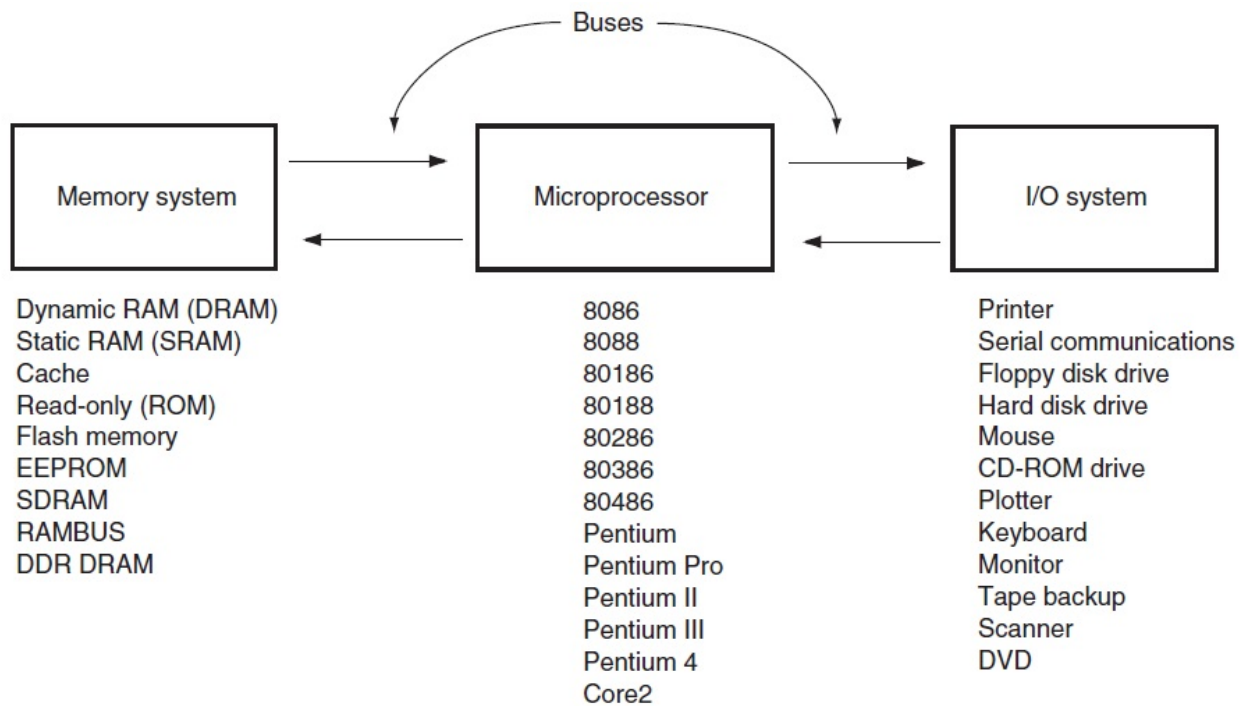 Buses
Memory system
Microprocessor
I/O system
Dynamic RAM (DRAM)
Static RAM (SRAM)
Cache
Read-only (ROM)
Flash memory
EEPROM
SDRAM
RAMBUS
DDR DRAM
8086
8088
80186
80188
80286
80386
80486
Pentium
Pentium Pro
Pentium II
Pentium III
Pentium 4
Core2
Printer
Serial communications
Floppy disk drive
Hard disk drive
Mouse
CD-ROM drive
Plotter
Keyboard
Monitor
Tape backup
Scanner
DVD